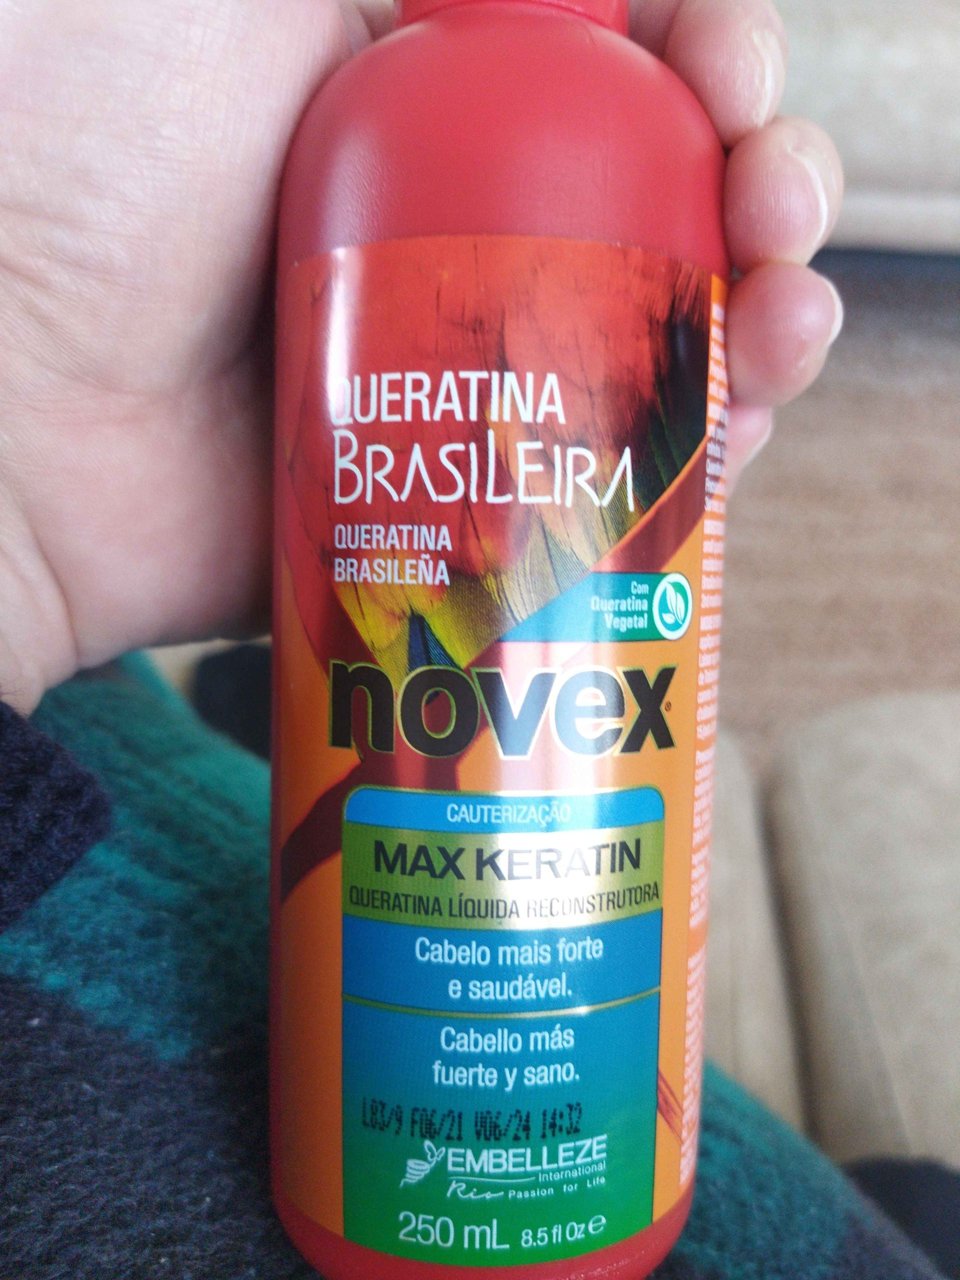 QUERATINA
BRASILEIRA
QUERATINA
BRASILEÑA
Com
Queratina
Vegetal
novex®
CAUTERIZAÇÃO
MAX KERATIN
QUERATINA LÍQUIDA RECONSTRUTORA
Cabelo mais forte
e saudável.
Cabello más
fuerte y sano.
L83/9 F06/21 V06/24 14:32
EMBELLEZE
International
Rio Passion for Life
250 mL 8.5 fl Oz e